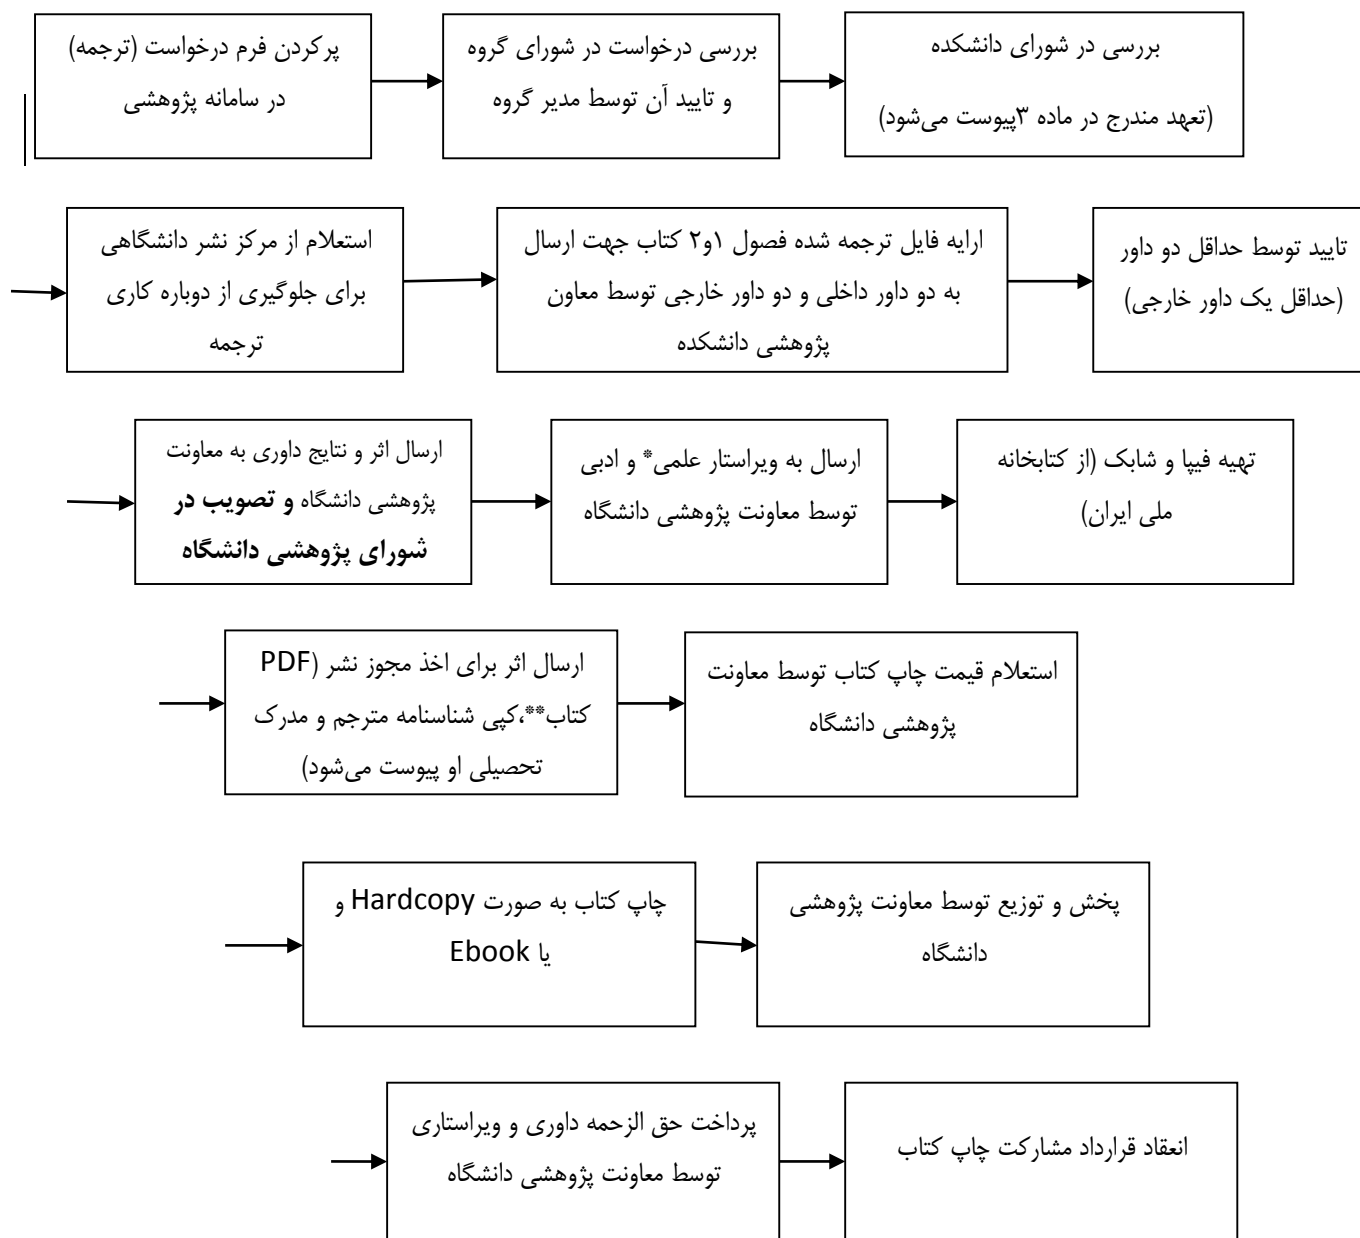 پرکردن فرم درخواست (ترجمه)
در سامانه پژوهشی
بررسی درخواست در شورای گروه
و تایید آن توسط مدیر گروه
بررسی در شورای دانشکده
(تعهد مندرج در ماده ۳پیوست می‌شود)
استعلام از مرکز نشر دانشگاهی
برای جلوگیری از دوباره کاری
ترجمه
ارایه فایل ترجمه شده فصول ۱و۲ کتاب جهت ارسال
به دو داور داخلی و دو داور خارجی توسط معاون
پژوهشی دانشکده
تایید توسط حداقل دو داور
(حداقل یک داور خارجی)
ارسال اثر و نتایج داوری به معاونت
پژوهشی دانشگاه و تصویب در
شورای پژوهشی دانشگاه
ارسال به ویراستار علمی* و ادبی
توسط معاونت پژوهشی دانشگاه
تهیه فیپا و شابک (از کتابخانه
ملی ایران)
ارسال اثر برای اخذ مجوز نشر (PDF
کتاب**،کپی شناسنامه مترجم و مدرک
تحصیلی او پیوست می‌شود)
استعلام قیمت چاپ کتاب توسط معاونت
پژوهشی دانشگاه
چاپ کتاب به صورت Hardcopy و
یا Ebook
پخش و توزیع توسط معاونت پژوهشی
دانشگاه
پرداخت حق الزحمه داوری و ویراستاری
توسط معاونت پژوهشی دانشگاه
انعقاد قرارداد مشارکت چاپ کتاب